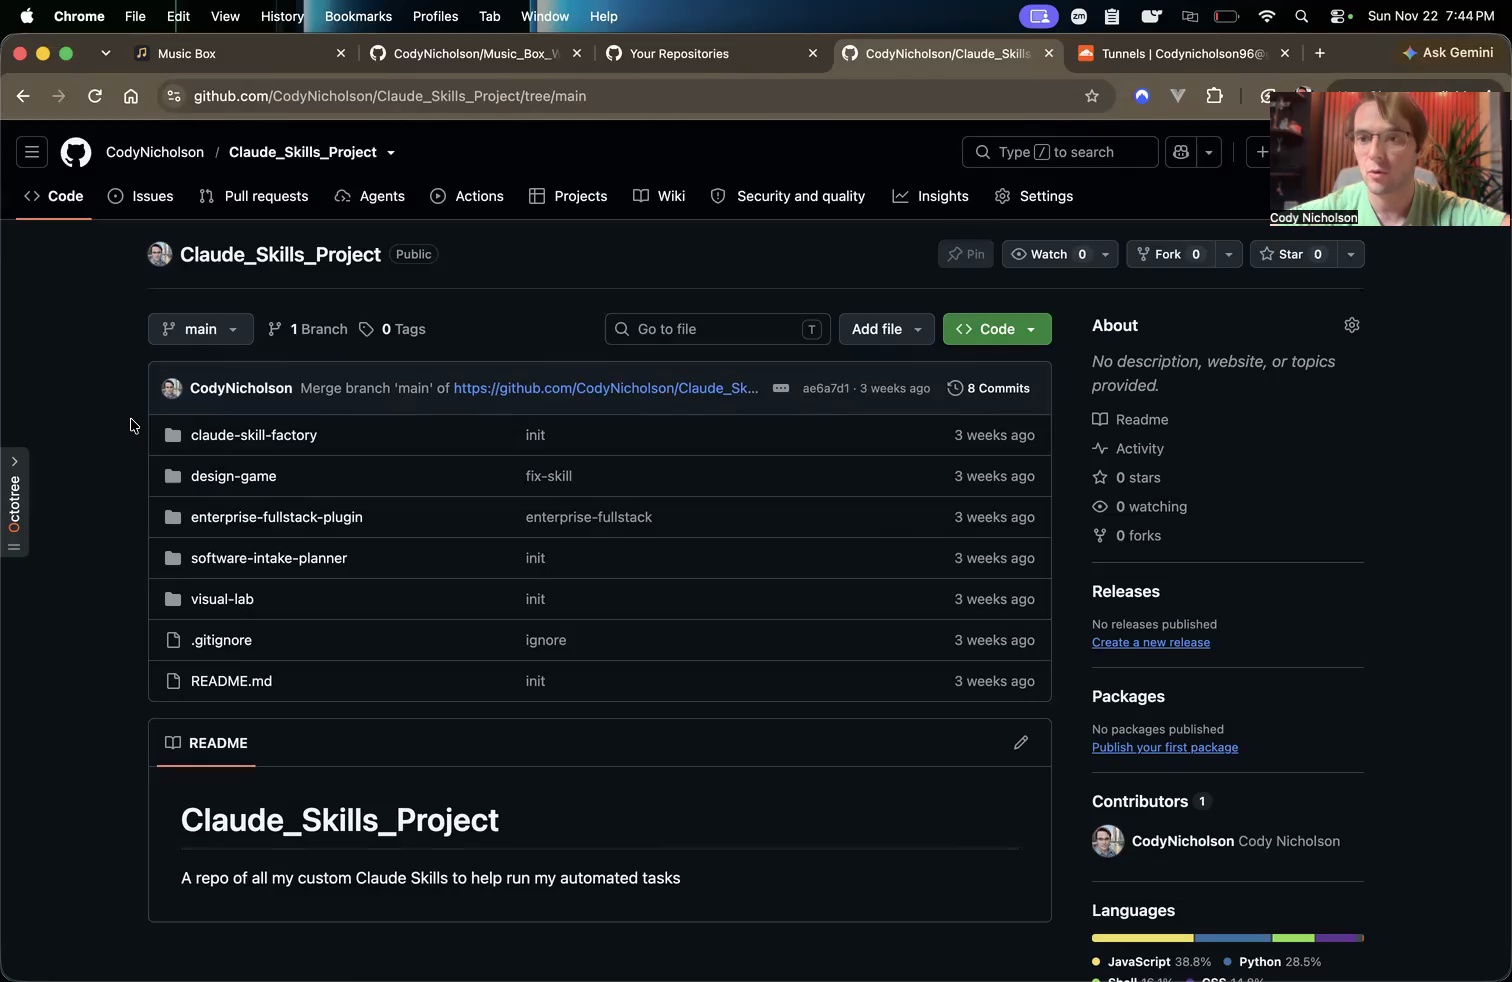 Chrome File Edit View History Bookmarks Profiles Tab Window Help zm Sun Nov 22 7:44 PM
Music Box CodyNicholson/Music_Box_ Your Repositories CodyNicholson/Claude_Skills Tunnels | Codynicholson96@ Ask Gemini
github.com/CodyNicholson/Claude_Skills_Project/tree/main
CodyNicholson / Claude_Skills_Project Type / to search
Code Issues Pull requests Agents Actions Projects Wiki Security and quality Insights Settings
Cody Nicholson
Claude_Skills_Project Public Pin Watch 0 Fork 0 Star 0
main 1 Branch 0 Tags Go to file T Add file Code
CodyNicholson Merge branch 'main' of https://github.com/CodyNicholson/Claude_Sk... ae6a7d1 · 3 weeks ago 8 Commits
claude-skill-factory init 3 weeks ago
design-game fix-skill 3 weeks ago
enterprise-fullstack-plugin enterprise-fullstack 3 weeks ago
software-intake-planner init 3 weeks ago
visual-lab init 3 weeks ago
.gitignore ignore 3 weeks ago
README.md init 3 weeks ago
README
Claude_Skills_Project
A repo of all my custom Claude Skills to help run my automated tasks
Octotree
About
No description, website, or topics
provided.
Readme
Activity
0 stars
0 watching
0 forks
Releases
No releases published
Create a new release
Packages
No packages published
Publish your first package
Contributors 1
CodyNicholson Cody Nicholson
Languages
JavaScript 38.8% Python 28.5%
Shell 16.1% CSS 14.8%